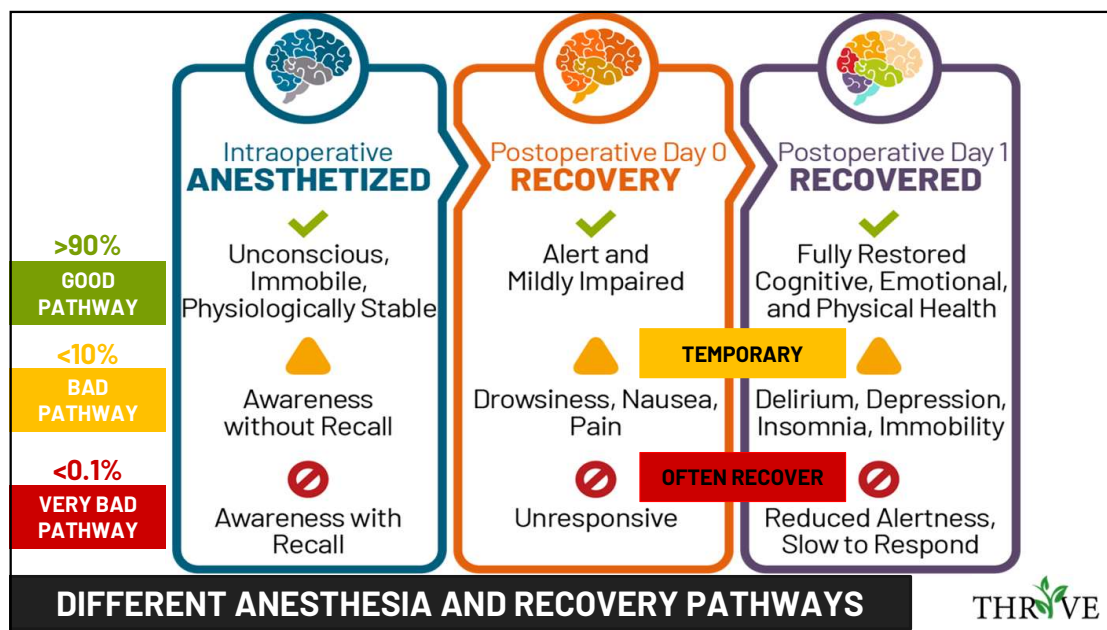 Intraoperative
ANESTHETIZED
Postoperative Day 0
RECOVERY
Postoperative Day 1
RECOVERED
>90%
GOOD
PATHWAY
Unconscious,
Immobile,
Physiologically Stable
Alert and
Mildly Impaired
Fully Restored
Cognitive, Emotional,
and Physical Health
<10%
BAD
PATHWAY
Awareness
without Recall
Drowsiness, Nausea,
Pain
TEMPORARY
Delirium, Depression,
Insomnia, Immobility
<0.1%
VERY BAD
PATHWAY
Awareness with
Recall
Unresponsive
OFTEN RECOVER
Reduced Alertness,
Slow to Respond
DIFFERENT ANESTHESIA AND RECOVERY PATHWAYS
THRIVE